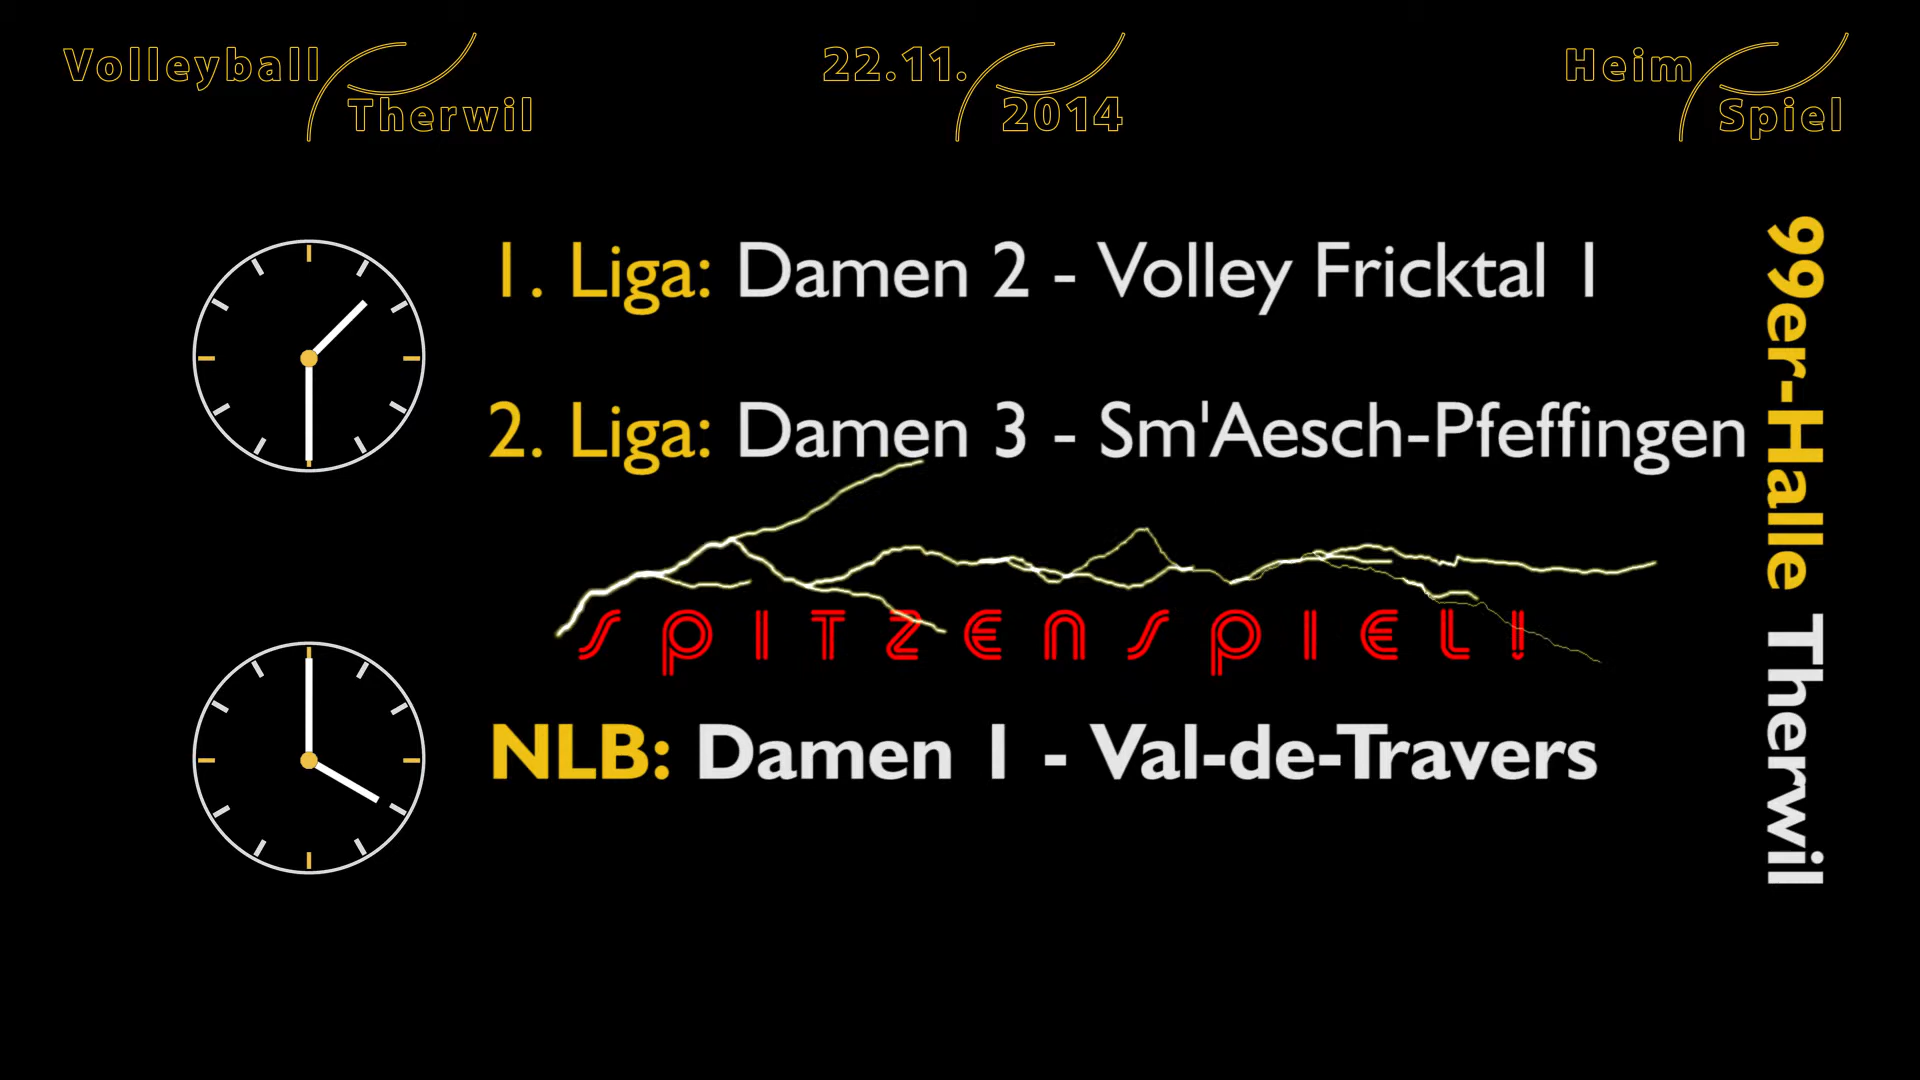 Volleyball
Therwil
22.11.
2014
Heim
Spiel
1. Liga: Damen 2 - Volley Fricktal 1
2. Liga: Damen 3 - Sm'Aesch-Pfeffingen
SPITZENSPIEL!
NLB: Damen 1 - Val-de-Travers
99er-Halle Therwil